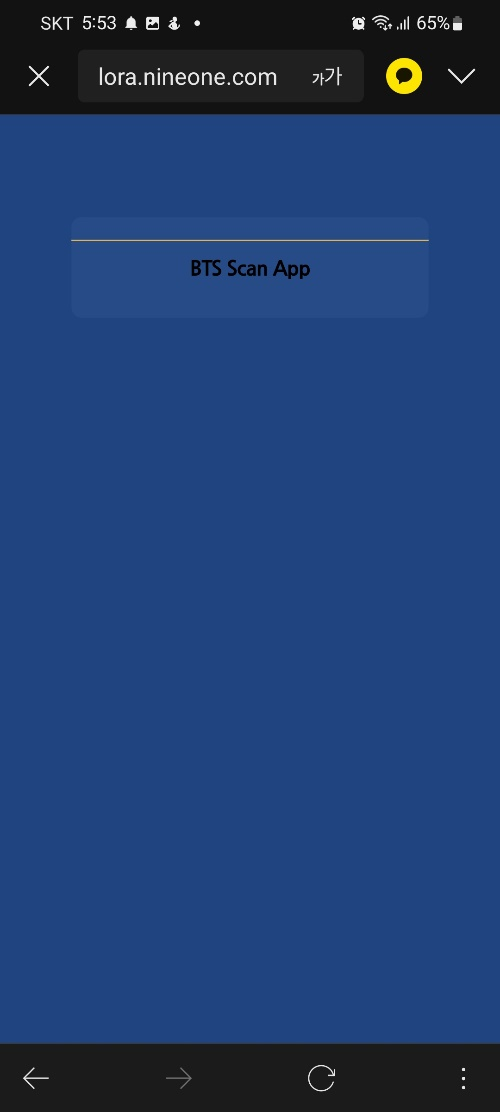 SKT 5:53 65%
lora.nineone.com 가가
BTS Scan App